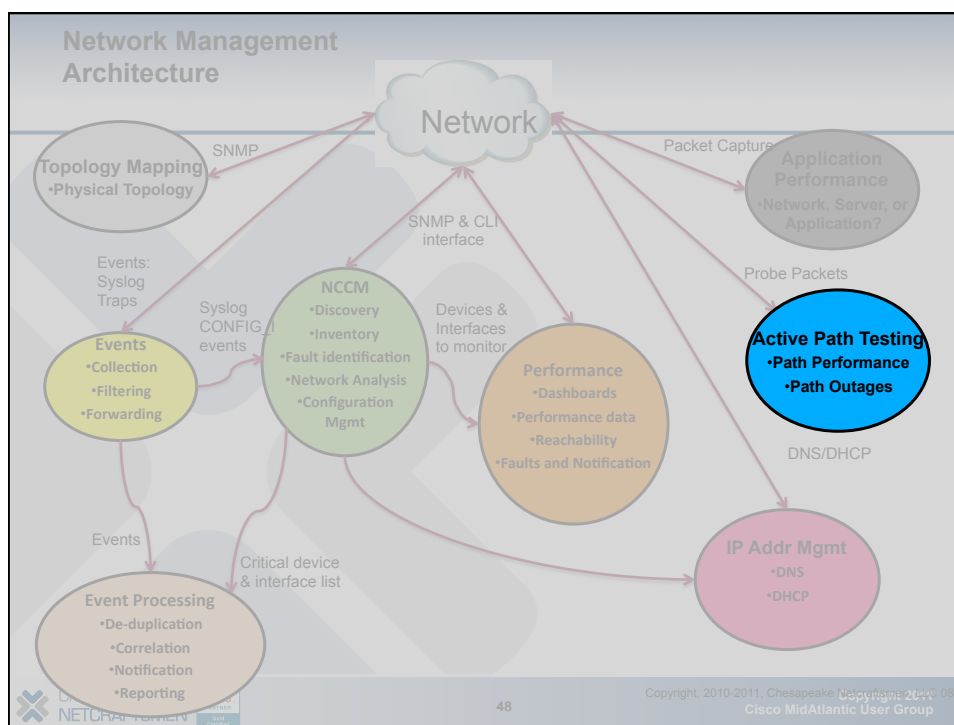 Network Management
Architecture
Network
SNMP
Packet Capture
Topology Mapping
•Physical Topology
Application
Performance
•Network, Server, or
Application?
SNMP & CLI
interface
Events:
Syslog
Traps
Probe Packets
Syslog
CONFIG_I
events
NCCM
•Discovery
•Inventory
•Fault identification
•Network Analysis
•Configuration
Mgmt
Devices &
Interfaces
to monitor
Active Path Testing
•Path Performance
•Path Outages
Events
•Collection
•Filtering
•Forwarding
Performance
•Dashboards
•Performance data
•Reachability
•Faults and Notification
DNS/DHCP
Events
Critical device
& interface list
IP Addr Mgmt
•DNS
•DHCP
Event Processing
•De-duplication
•Correlation
•Notification
•Reporting
NETCRAFTSMEN
48
Copyright, 2010-2011, Chesapeake
Copyright 2011
Cisco MidAtlantic User Group